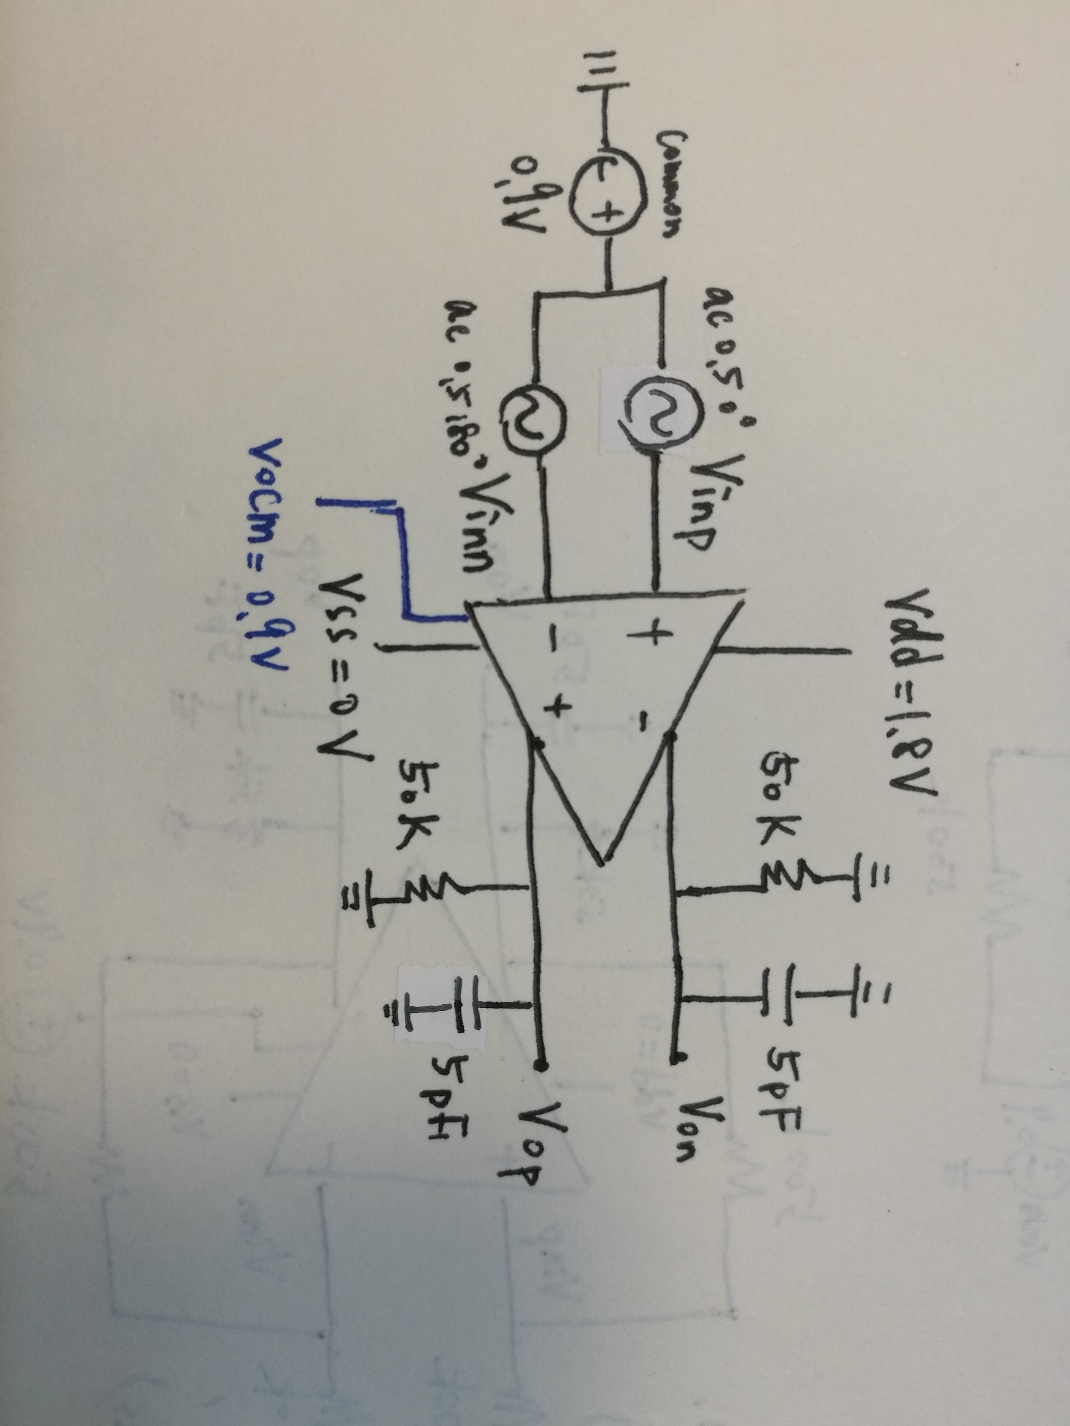 Vdd = 1.8V
50K
5pF
ac 0,5,0°
Vinp
Common
+
-
Von
0,9V
+
-
+
Vop
ac 0,5,180°
Vinn
50K
5pF
Vss = 0V
Vocm = 0,9V